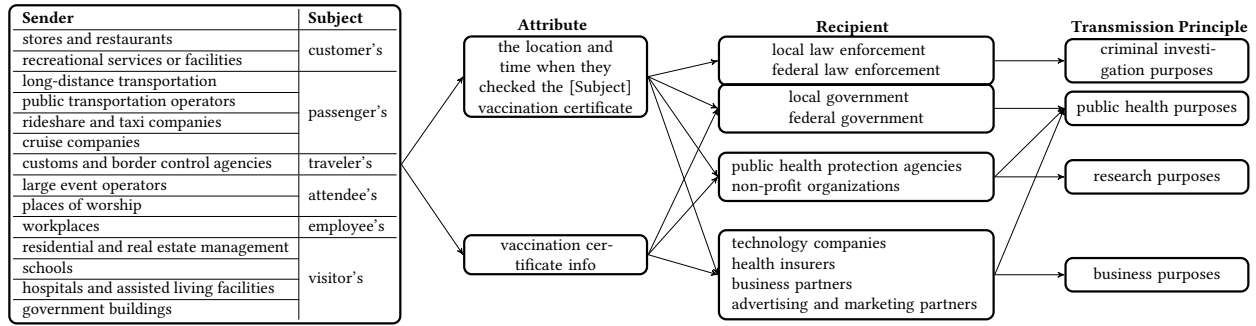 Sender Subject
stores and restaurants
recreational services or facilities
customer's
long-distance transportation
public transportation operators
rideshare and taxi companies
cruise companies
passenger's
customs and border control agencies traveler's
large event operators
places of worship
attendee's
workplaces employee's
residential and real estate management
schools
hospitals and assisted living facilities
government buildings
visitor's
Attribute
the location and
time when they
checked the [Subject]
vaccination certificate
vaccination cer-
tificate info
Recipient
local law enforcement
federal law enforcement
local government
federal government
public health protection agencies
non-profit organizations
technology companies
health insurers
business partners
advertising and marketing partners
Transmission Principle
criminal investi-
gation purposes
public health purposes
research purposes
business purposes